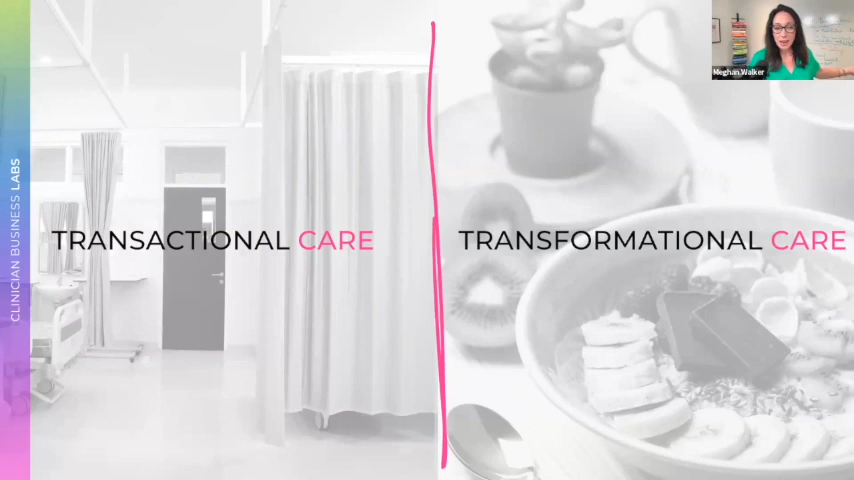 CLINICIAN BUSINESS LABS
TRANSACTIONAL CARE
TRANSFORMATIONAL CARE
Meghan Walker